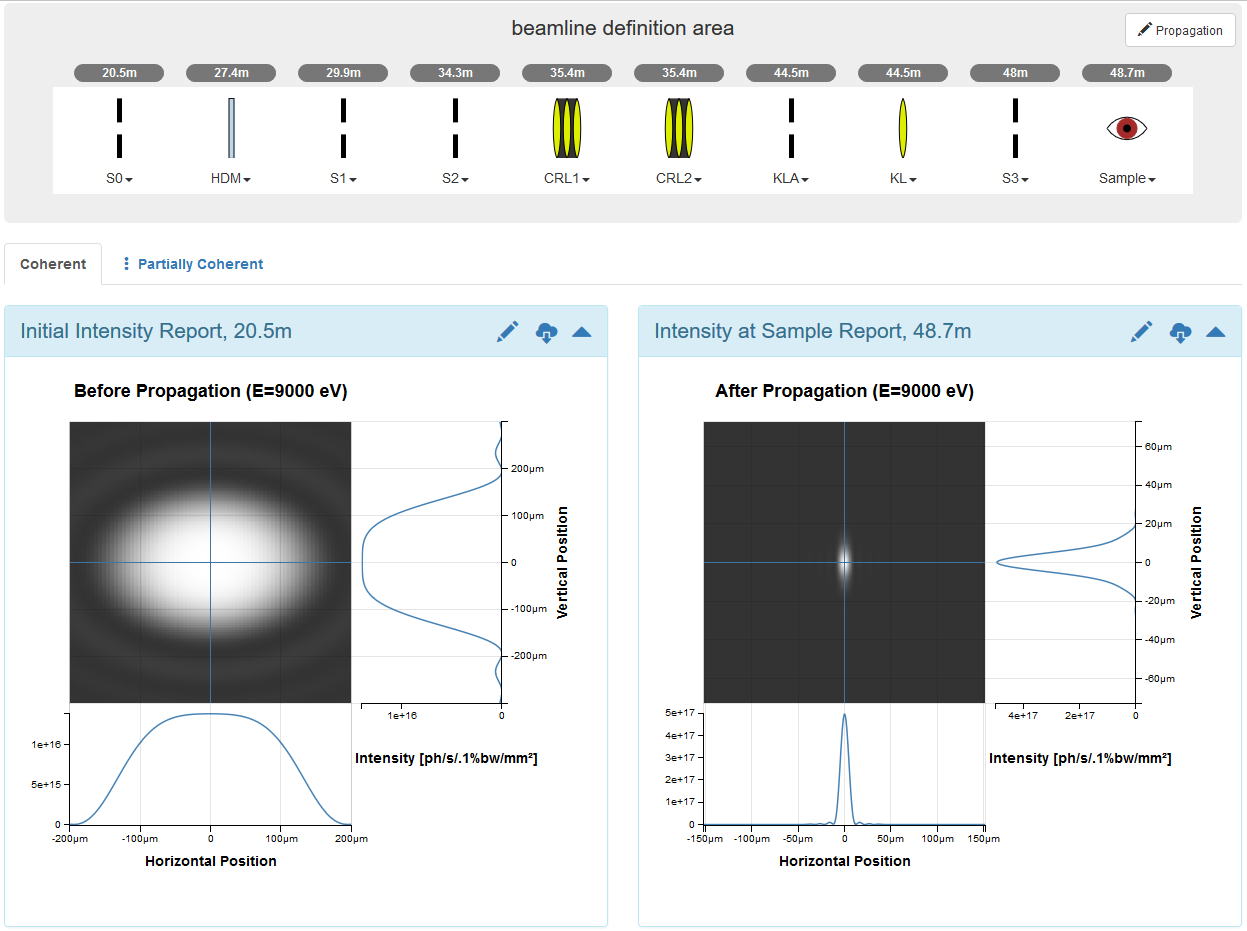 beamline definition area
Propagation
20.5m 27.4m 29.9m 34.3m 35.4m 35.4m 44.5m 44.5m 48m 48.7m
S0 HDM S1 S2 CRL1 CRL2 KLA KL S3 Sample
Coherent Partially Coherent
Initial Intensity Report, 20.5m
Before Propagation (E=9000 eV)
200μm
100μm
0
-100μm
-200μm
Vertical Position
1e+16 0
Intensity [ph/s/.1%bw/mm²]
1e+16
5e+15
0
-200μm -100μm 0 100μm 200μm
Horizontal Position
Intensity at Sample Report, 48.7m
After Propagation (E=9000 eV)
60μm
40μm
20μm
0
-20μm
-40μm
-60μm
Vertical Position
4e+17 2e+17 0
Intensity [ph/s/.1%bw/mm²]
5e+17
4e+17
3e+17
2e+17
1e+17
0
-150μm -100μm -50μm 0 50μm 100μm 150μm
Horizontal Position